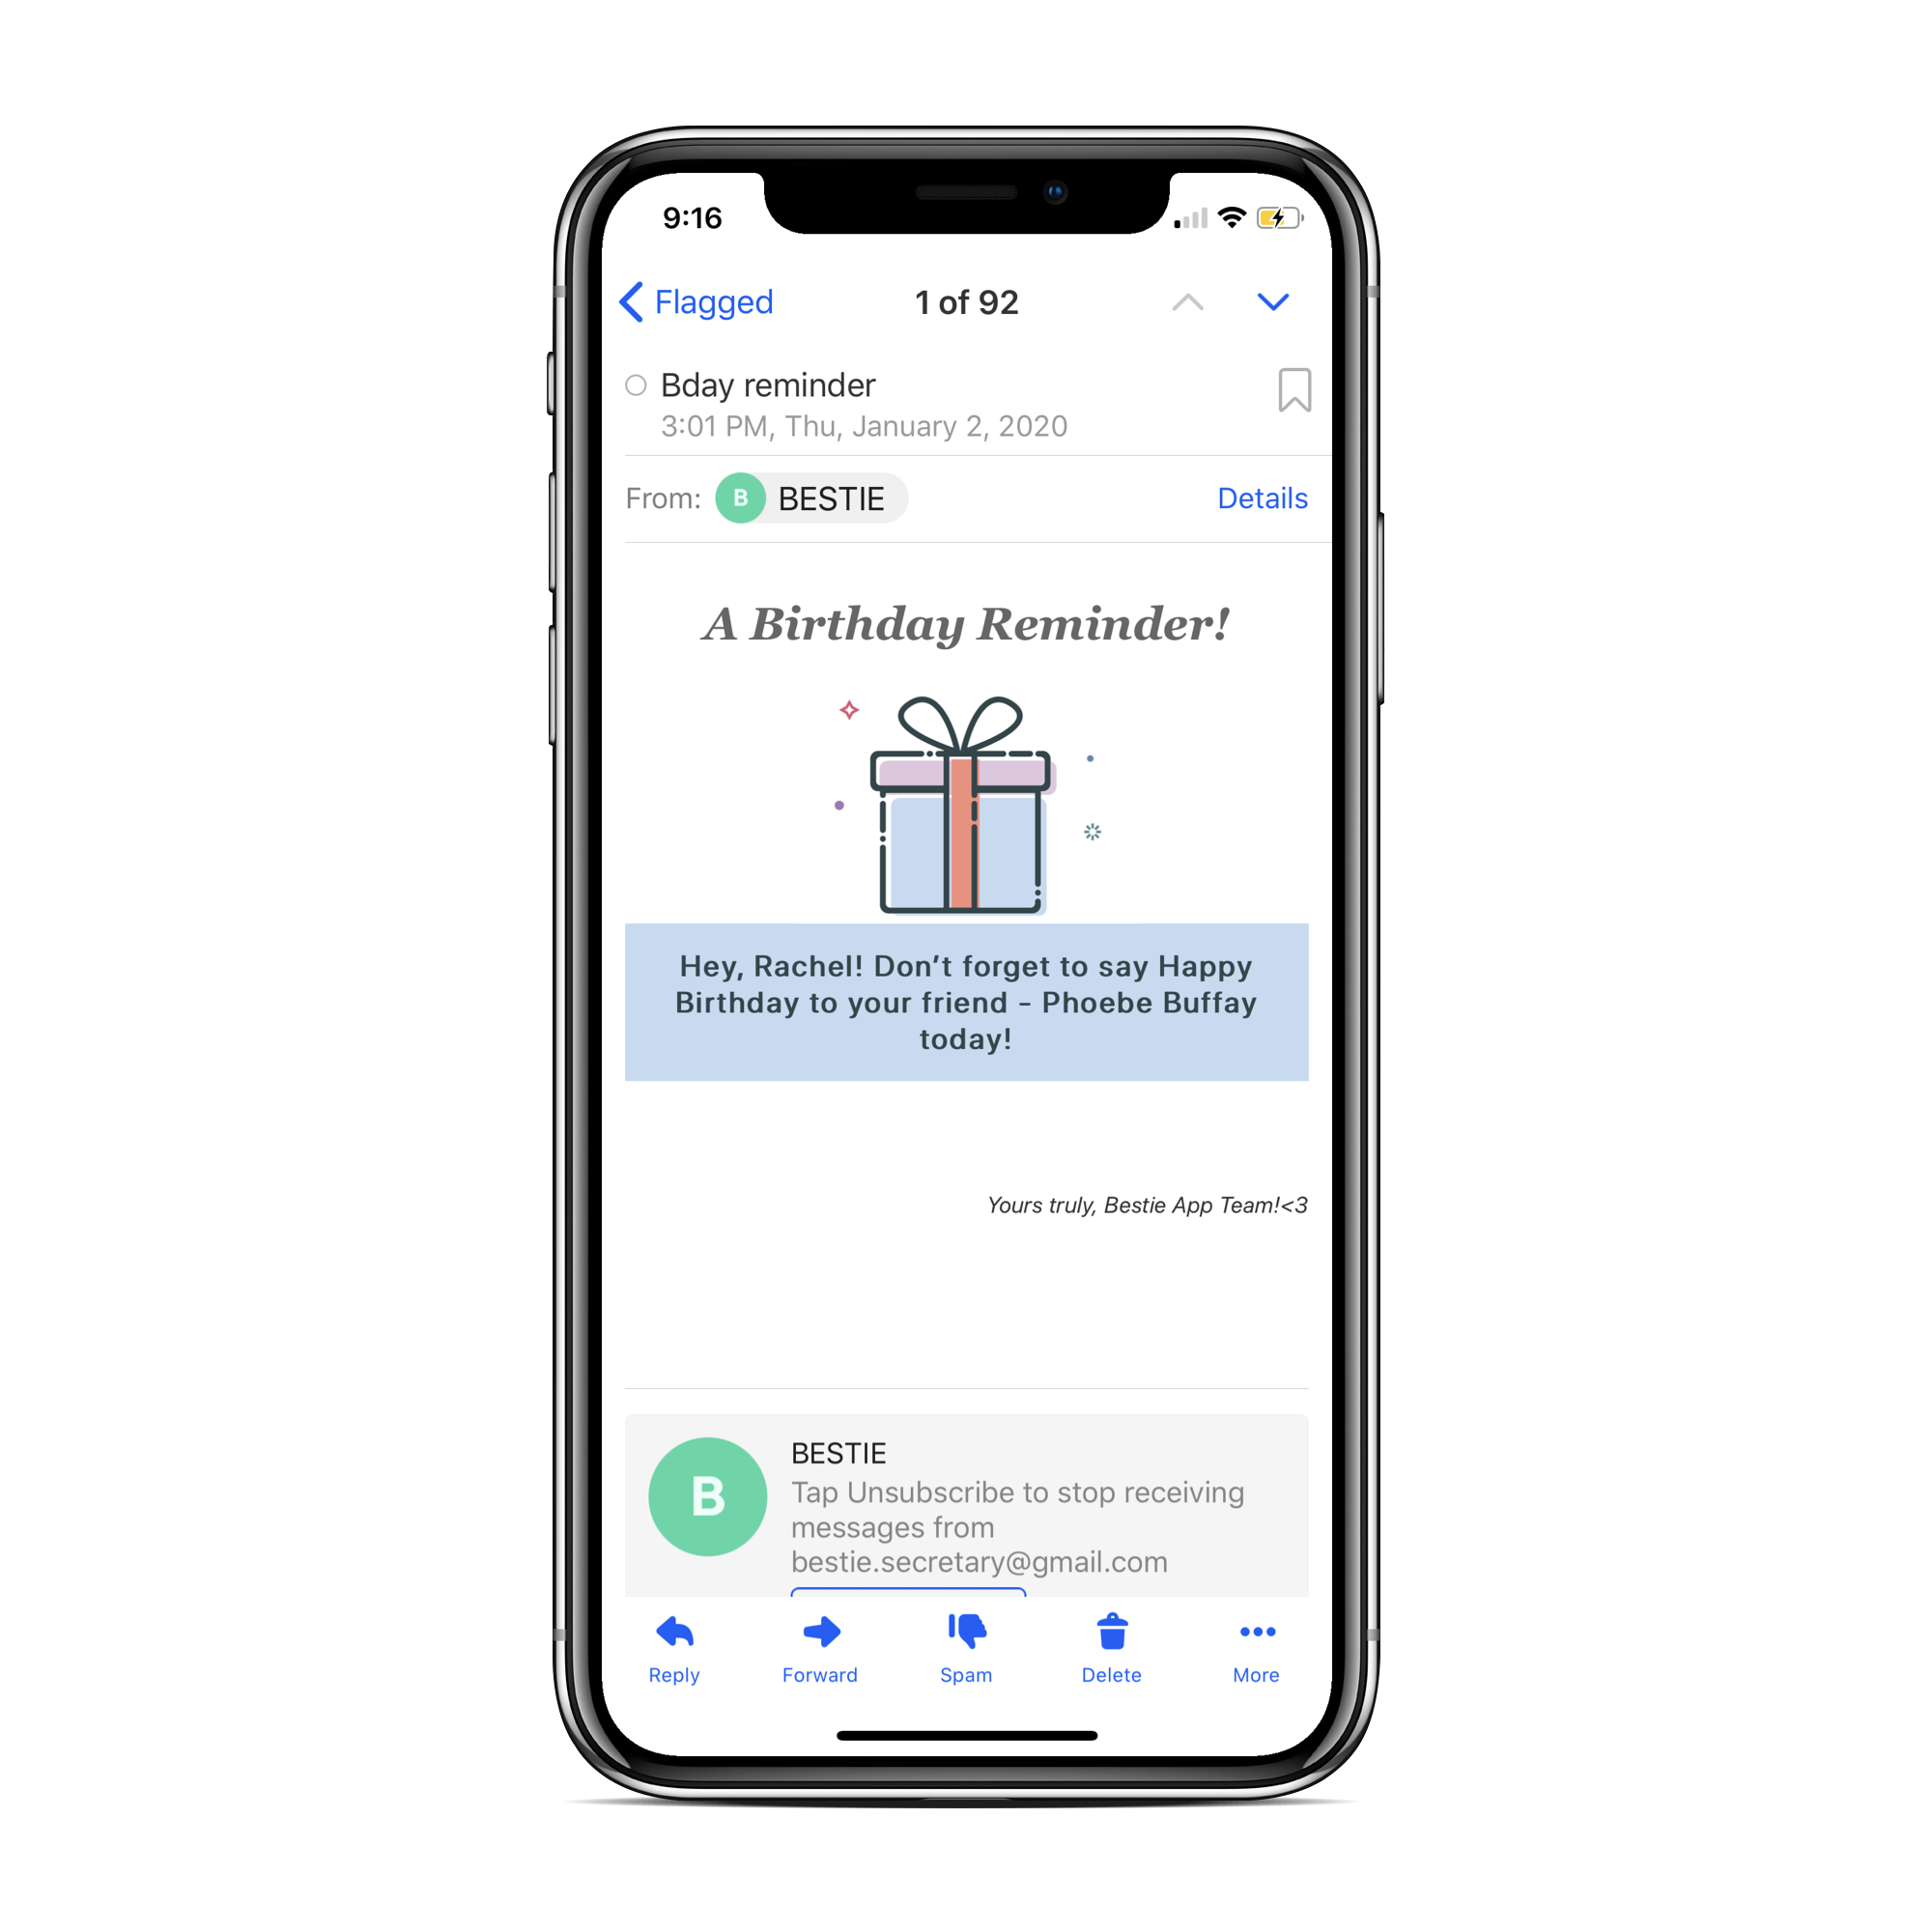 9:16
Flagged
1 of 92
Bday reminder
3:01 PM, Thu, January 2, 2020
From:
B
BESTIE
Details
A Birthday Reminder!
Hey, Rachel! Don’t forget to say Happy
Birthday to your friend - Phoebe Buffay
today!
Yours truly, Bestie App Team!<3
B
BESTIE
Tap Unsubscribe to stop receiving
messages from
bestie.secretary@gmail.com
Reply
Forward
Spam
Delete
More